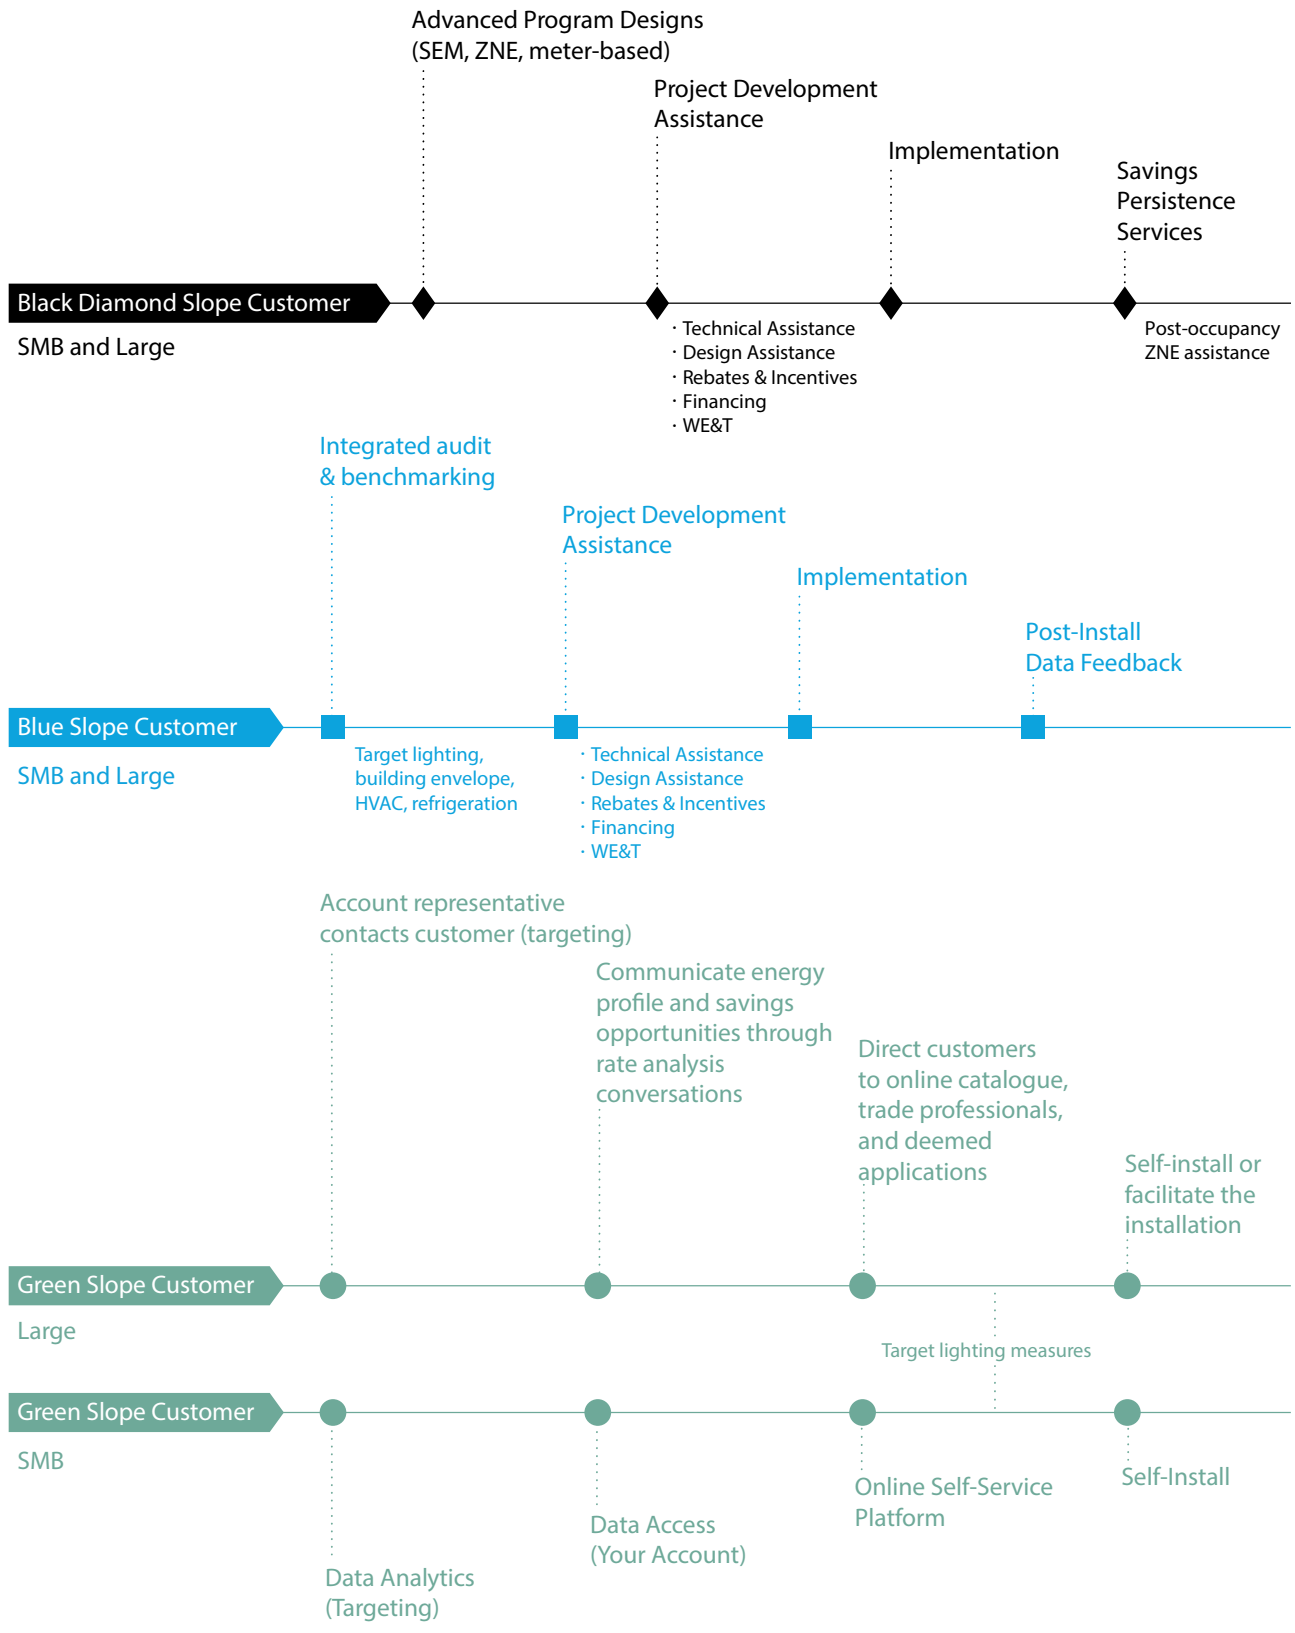 Advanced Program Designs
(SEM, ZNE, meter-based)
Project Development
Assistance
Implementation
Savings
Persistence
Services
Black Diamond Slope Customer
SMB and Large
· Technical Assistance
· Design Assistance
· Rebates & Incentives
· Financing
· WE&T
Post-occupancy
ZNE assistance
Integrated audit
& benchmarking
Project Development
Assistance
Implementation
Post-Install
Data Feedback
Blue Slope Customer
SMB and Large
Target lighting,
building envelope,
HVAC, refrigeration
· Technical Assistance
· Design Assistance
· Rebates & Incentives
· Financing
· WE&T
Account representative
contacts customer (targeting)
Communicate energy
profile and savings
opportunities through
rate analysis
conversations
Direct customers
to online catalogue,
trade professionals,
and deemed
applications
Self-install or
facilitate the
installation
Green Slope Customer
Large
Target lighting measures
Green Slope Customer
SMB
Data Analytics
(Targeting)
Data Access
(Your Account)
Online Self-Service
Platform
Self-Install